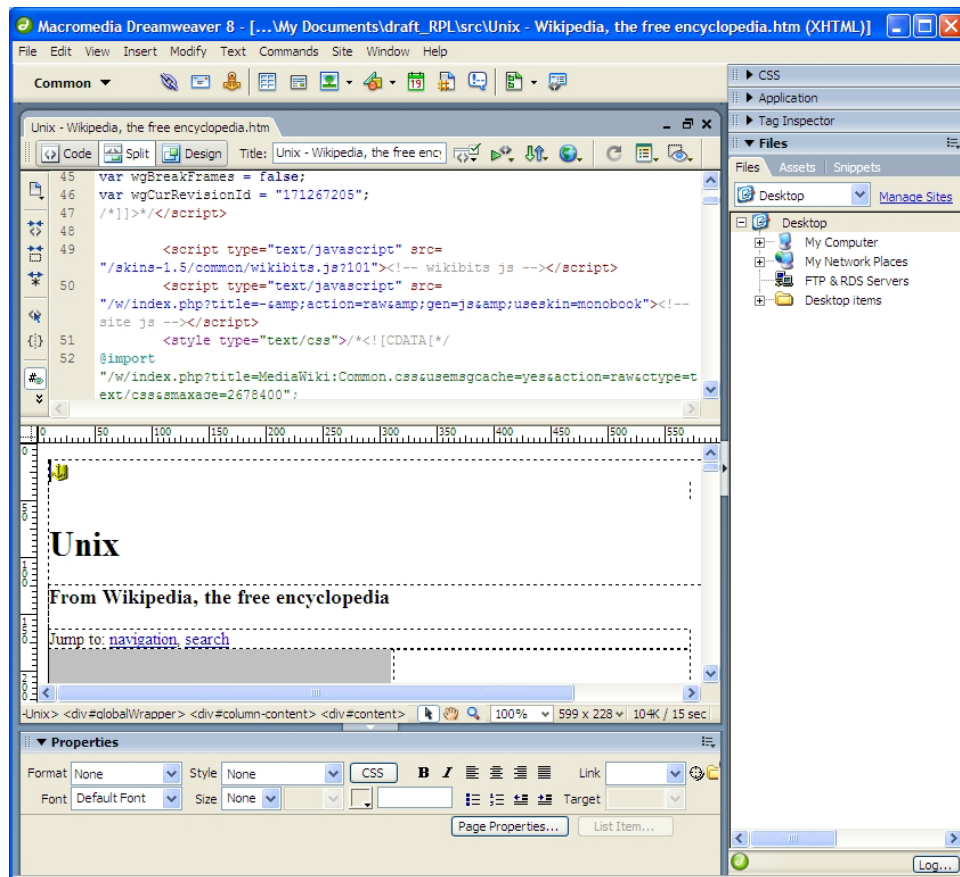 Macromedia Dreamweaver 8 - [...\My Documents\draft_RPL\src\Unix - Wikipedia, the free encyclopedia.htm (XHTML)]
File Edit View Insert Modify Text Commands Site Window Help
Common
Unix - Wikipedia, the free encyclopedia.htm
Code Split Design Title: Unix - Wikipedia, the free ency
45 var wgBreakFrames = false;
46 var wgCurRevisionId = "171267205";
47 /*]]>*/</script>
48
49 <script type="text/javascript" src=
"/skins-1.5/common/wikibits.js?101"><!-- wikibits js --></script>
50 <script type="text/javascript" src=
"/w/index.php?title=-&amp;action=raw&amp;gen=js&amp;useskin=monobook"><!--
site js --></script>
51 <style type="text/css">/*<![CDATA[*/
52 @import
"/w/index.php?title=MediaWiki:Common.css&usemsgcache=yes&action=raw&ctype=t
ext/css&smaxage=2678400";
0 50 100 150 200 250 300 350 400 450 500 550
Unix
From Wikipedia, the free encyclopedia
Jump to: navigation, search
-Unix> <div#globalWrapper> <div#column-content> <div#content> 100% 599 x 228 104K / 15 sec
Properties
Format None Style None CSS B I Link
Font Default Font Size None Target
Page Properties... List Item...
CSS
Application
Tag Inspector
Files
Files Assets Snippets
Desktop Manage Sites
Desktop
My Computer
My Network Places
FTP & RDS Servers
Desktop items
Log...